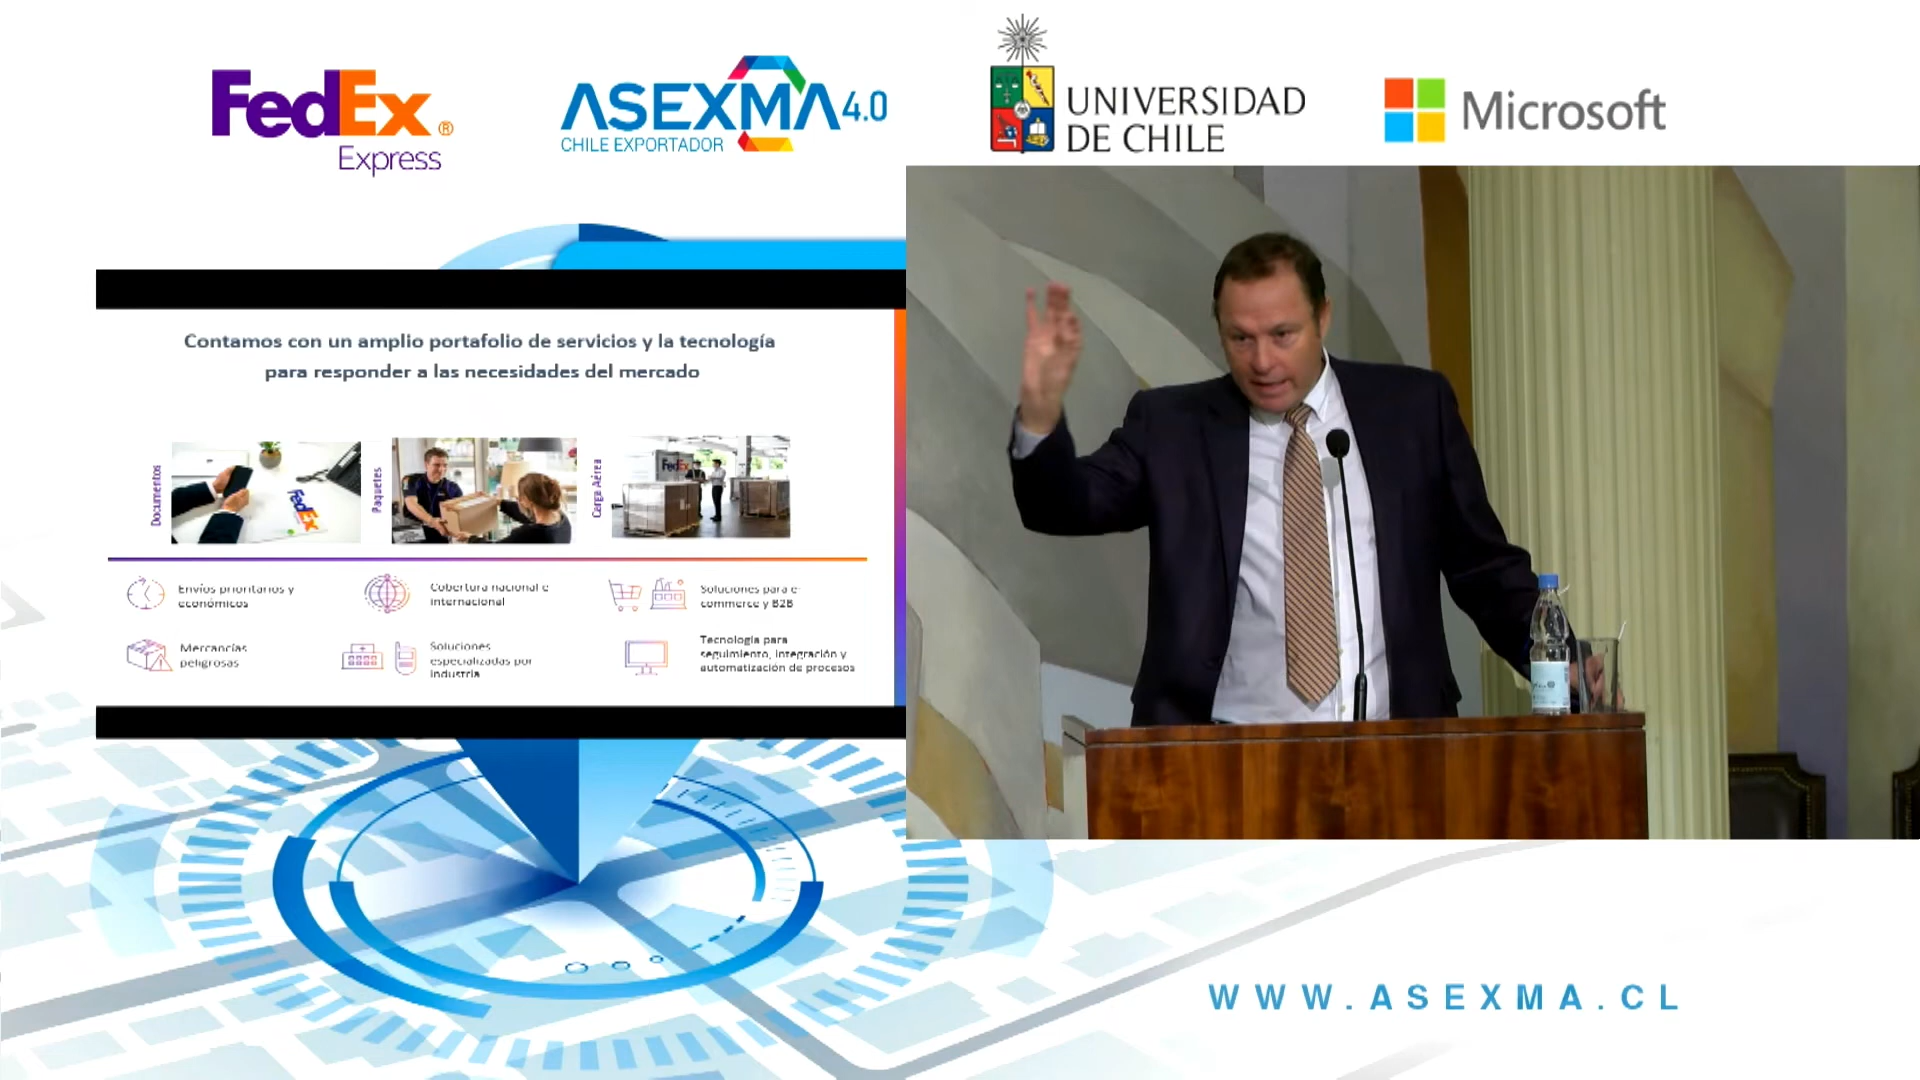 FedEx®
Express
ASEXMA 4.0
CHILE EXPORTADOR
UNIVERSIDAD
DE CHILE
Microsoft
Contamos con un amplio portafolio de servicios y la tecnología
para responder a las necesidades del mercado
Documentos
FedEx
Paquetes
Carga Aérea
FedEx
Envíos prioritarios y
económicos
Cobertura nacional e
internacional
Soluciones para e-
commerce y B2B
Mercancías
peligrosas
Soluciones
especializadas por
industria
Tecnología para
seguimiento, integración y
automatización de procesos
WWW.ASEXMA.CL